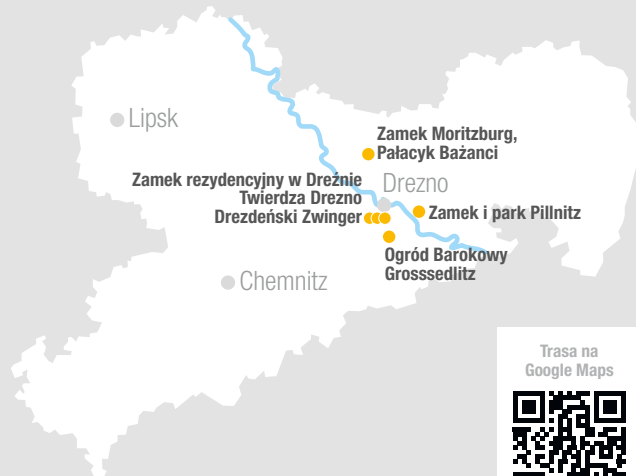 Lipsk
Zamek Moritzburg,
Pałacyk Bażanci
Zamek rezydencyjny w Dreźnie
Twierdza Drezno
Drezdeński Zwinger
Drezno
Zamek i park Pillnitz
Ogród Barokowy
Grosssedlitz
Chemnitz
Trasa na
Google Maps